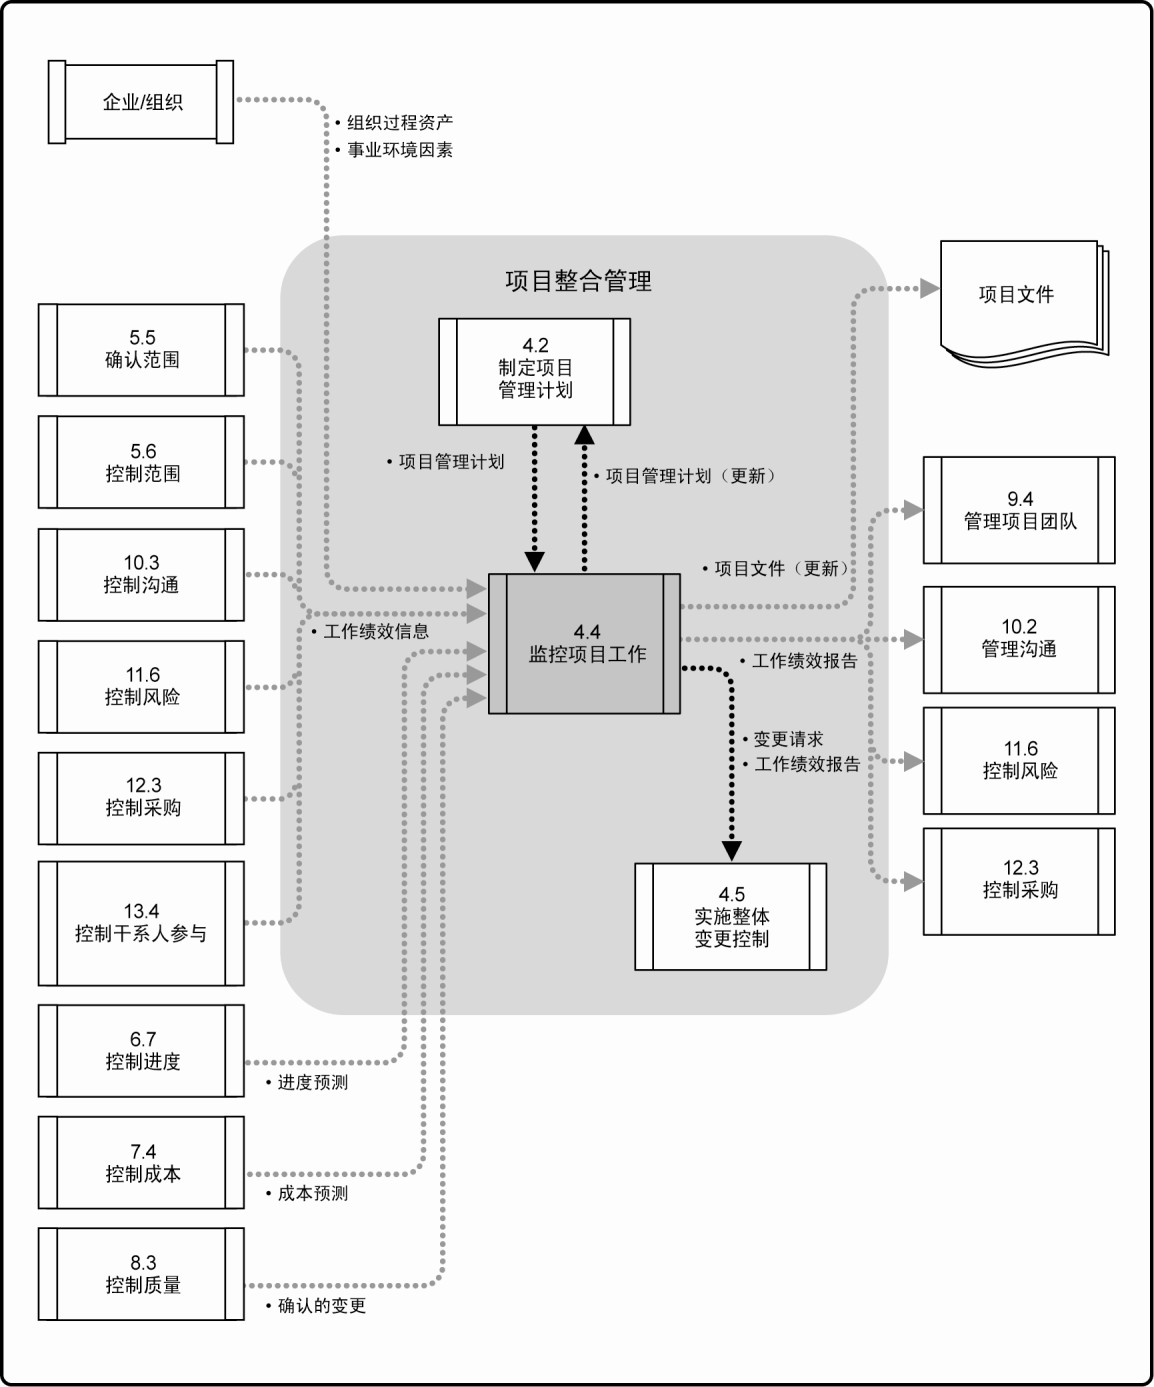 企业/组织
• 组织过程资产
• 事业环境因素
项目整合管理
项目文件
5.5
确认范围
4.2
制定项目
管理计划
5.6
控制范围
• 项目管理计划
• 项目管理计划（更新）
9.4
管理项目团队
10.3
控制沟通
• 项目文件（更新）
• 工作绩效信息
4.4
监控项目工作
10.2
管理沟通
• 工作绩效报告
11.6
控制风险
• 变更请求
• 工作绩效报告
11.6
控制风险
12.3
控制采购
4.5
实施整体
变更控制
12.3
控制采购
13.4
控制干系人参与
6.7
控制进度
• 进度预测
7.4
控制成本
• 成本预测
8.3
控制质量
• 确认的变更